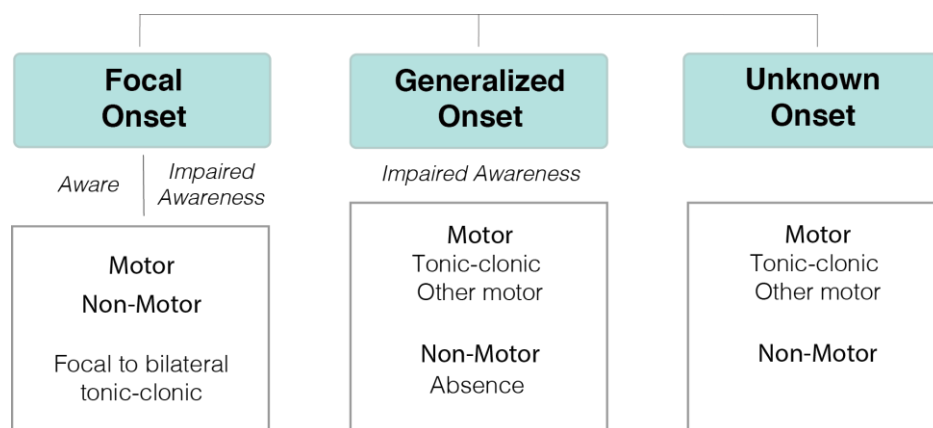 Focal
Onset
Aware
Impaired
Awareness
Motor
Non-Motor
Focal to bilateral
tonic-clonic
Generalized
Onset
Impaired Awareness
Motor
Tonic-clonic
Other motor
Non-Motor
Absence
Unknown
Onset
Motor
Tonic-clonic
Other motor
Non-Motor